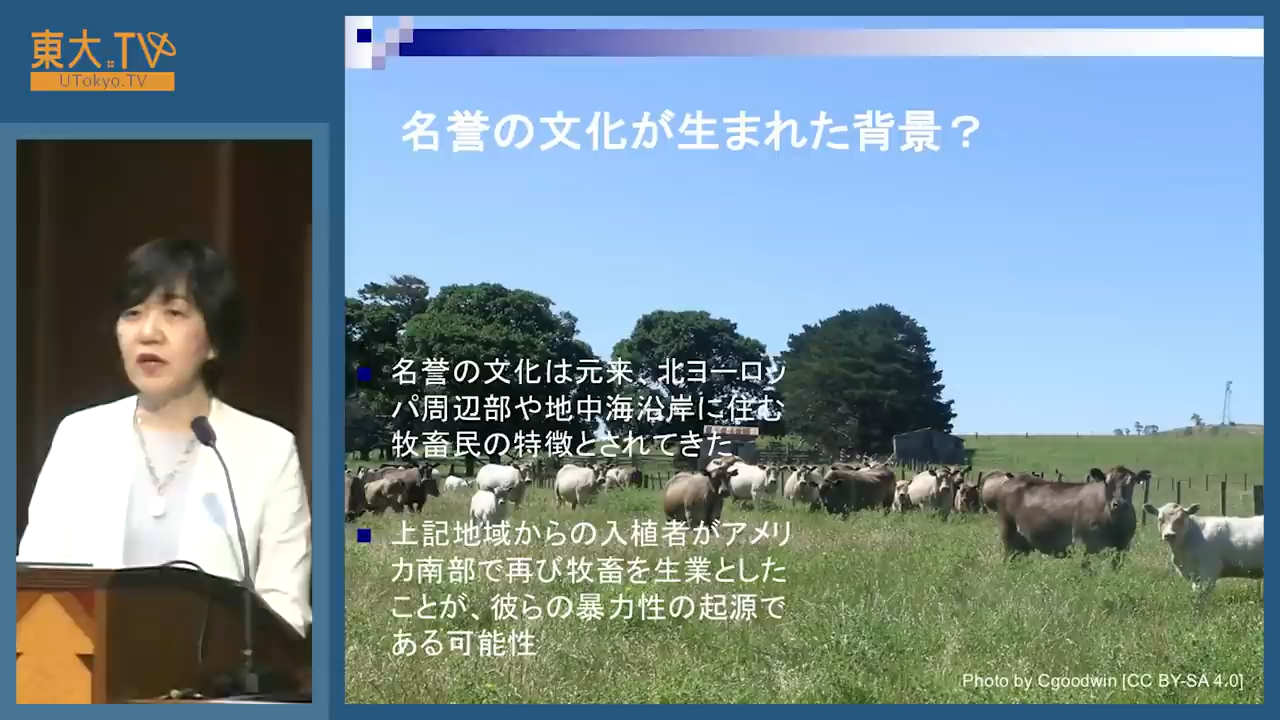 東大.TV
UTokyo.TV
名誉の文化が生まれた背景？
名誉の文化は元来、北ヨーロッ
パ周辺部や地中海沿岸に住む
牧畜民の特徴とされてきた
上記地域からの入植者がアメリ
カ南部で再び牧畜を生業とした
ことが、彼らの暴力性の起源で
ある可能性
Photo by Cgoodwin [CC BY-SA 4.0]